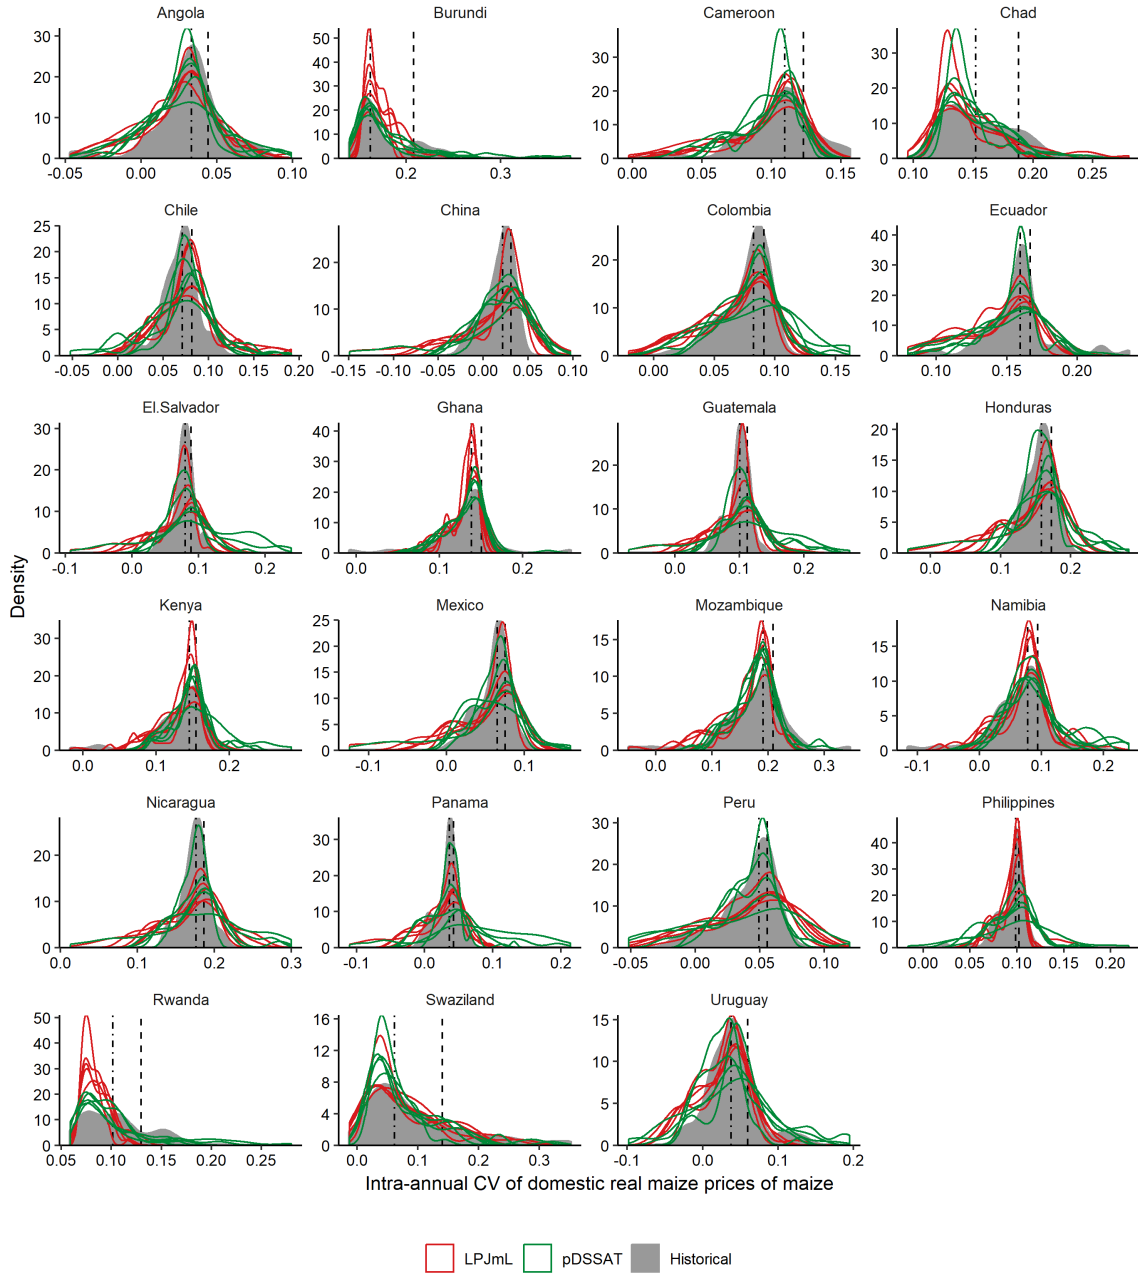 Angola
Burundi
Cameroon
Chad
30
20
10
0
-0.05 0.00 0.05 0.10
50
40
30
20
10
0
0.2 0.3
30
20
10
0
0.00 0.05 0.10 0.15
30
20
10
0
0.10 0.15 0.20 0.25
Chile
China
Colombia
Ecuador
25
20
15
10
5
0
-0.05 0.00 0.05 0.10 0.15 0.20
20
10
0
-0.15 -0.10 -0.05 0.00 0.05 0.10
20
10
0
0.00 0.05 0.10 0.15
40
30
20
10
0
0.10 0.15 0.20
El.Salvador
Ghana
Guatemala
Honduras
30
20
10
0
-0.1 0.0 0.1 0.2
40
30
20
10
0
0.0 0.1 0.2
20
10
0
0.0 0.1 0.2
20
15
10
5
0
0.0 0.1 0.2
Density
Kenya
Mexico
Mozambique
Namibia
30
20
10
0
0.0 0.1 0.2
25
20
15
10
5
0
-0.1 0.0 0.1
15
10
5
0
0.0 0.1 0.2 0.3
15
10
5
0
-0.1 0.0 0.1 0.2
Nicaragua
Panama
Peru
Philippines
20
10
0
0.0 0.1 0.2 0.3
30
20
10
0
-0.1 0.0 0.1 0.2
30
20
10
0
-0.05 0.00 0.05 0.10
40
30
20
10
0
0.00 0.05 0.10 0.15 0.20
Rwanda
Swaziland
Uruguay
50
40
30
20
10
0
0.05 0.10 0.15 0.20 0.25
16
12
8
4
0
0.0 0.1 0.2 0.3
15
10
5
0
-0.1 0.0 0.1 0.2
Intra-annual CV of domestic real maize prices of maize
LPJmL pDSSAT Historical